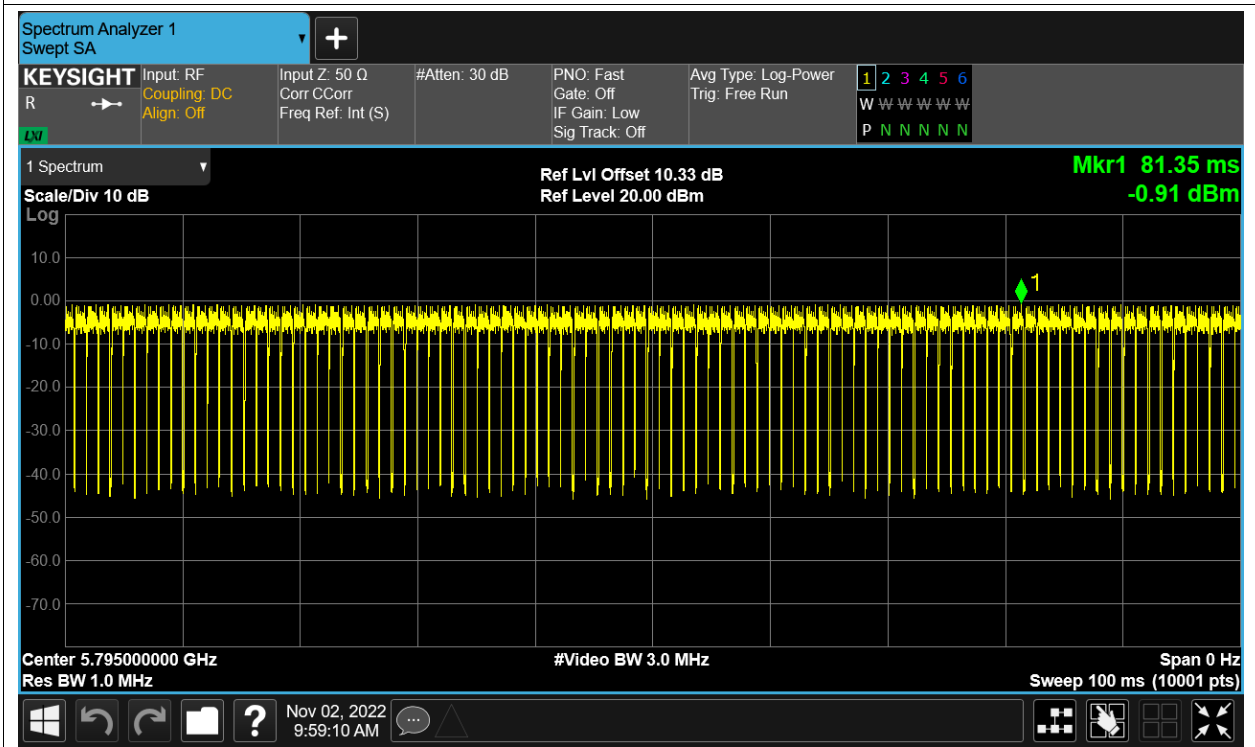 Spectrum Analyzer 1
Swept SA
+
KEYSIGHT
R
LXI
Input: RF
Coupling: DC
Align: Off
Input Z: 50 Ω
Corr CCorr
Freq Ref: Int (S)
#Atten: 30 dB
PNO: Fast
Gate: Off
IF Gain: Low
Sig Track: Off
Avg Type: Log-Power
Trig: Free Run
1 2 3 4 5 6
W W W W W W
P N N N N N
1 Spectrum
Scale/Div 10 dB
Ref Lvl Offset 10.33 dB
Ref Level 20.00 dBm
Mkr1 81.35 ms
-0.91 dBm
Log
10.0
0.00
-10.0
-20.0
-30.0
-40.0
-50.0
-60.0
-70.0
1
Center 5.795000000 GHz
Res BW 1.0 MHz
#Video BW 3.0 MHz
Span 0 Hz
Sweep 100 ms (10001 pts)
?
Nov 02, 2022
9:59:10 AM